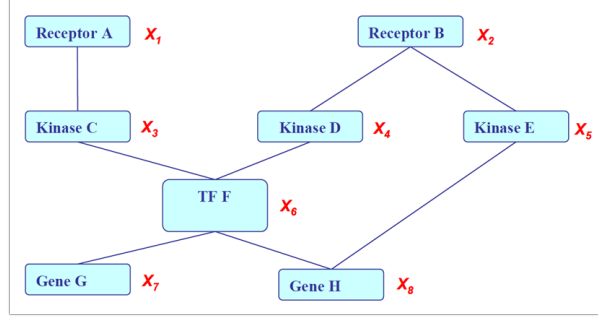 Receptor A X1
Receptor B X2
Kinase C X3
Kinase D X4
Kinase E X5
TF F
X6
Gene G X7
Gene H X8